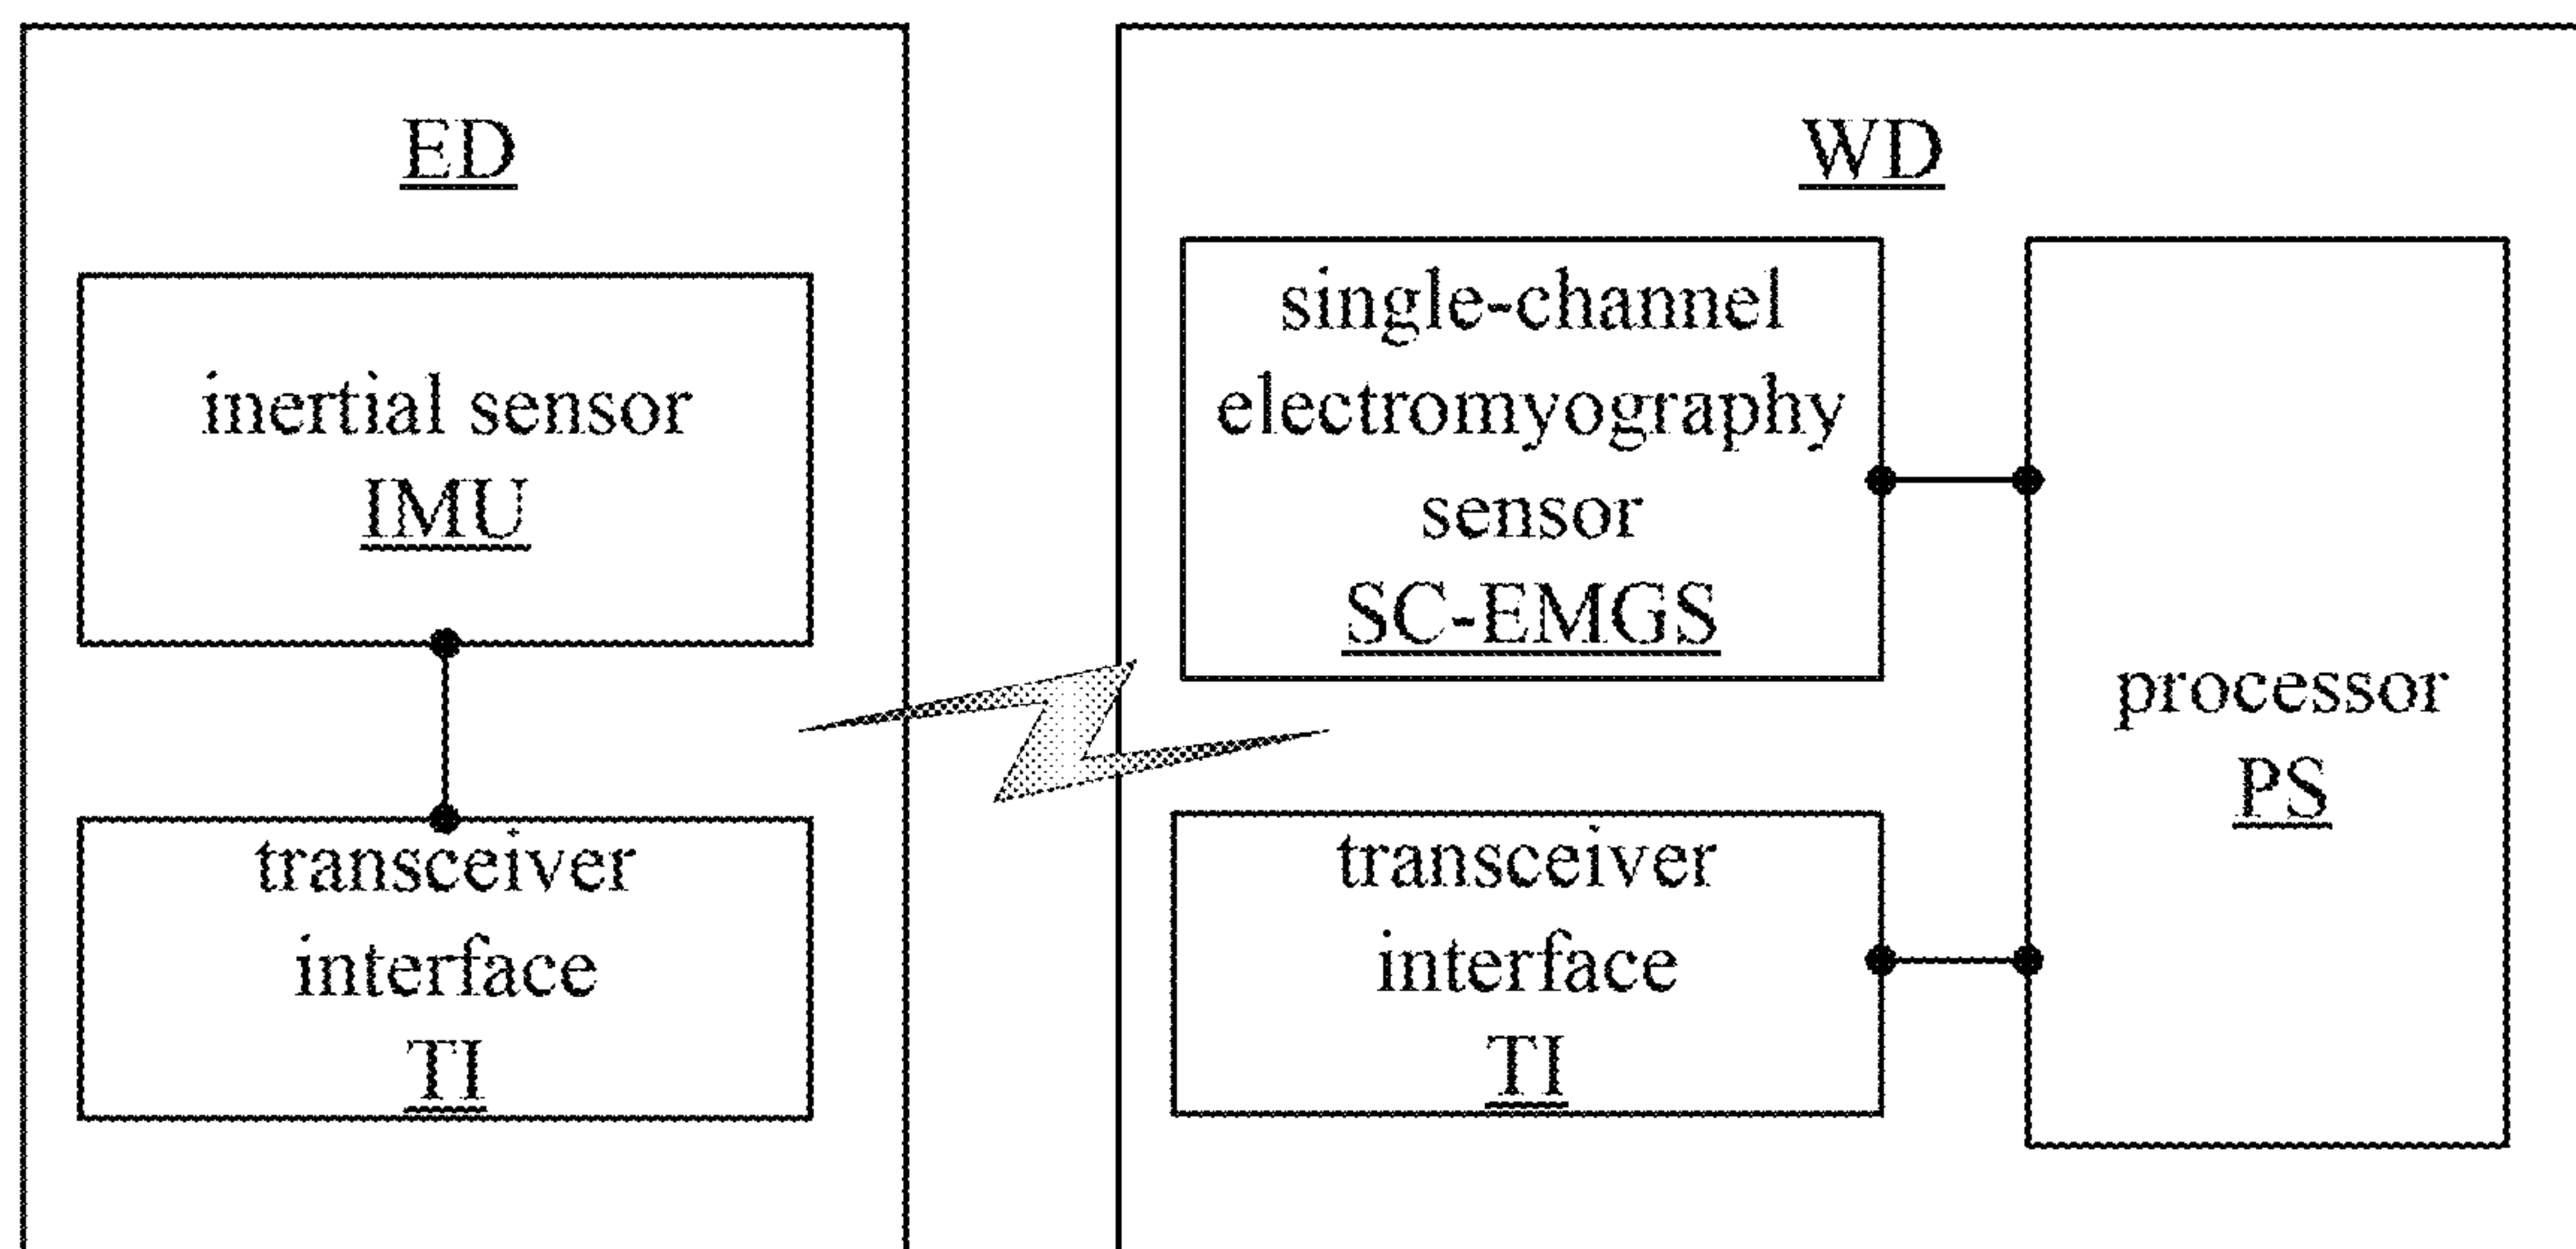 ED
inertial sensor
IMU
transceiver
interface
TI
WD
single-channel
electromyography
sensor
SC-EMGS
transceiver
interface
TI
processor
PS